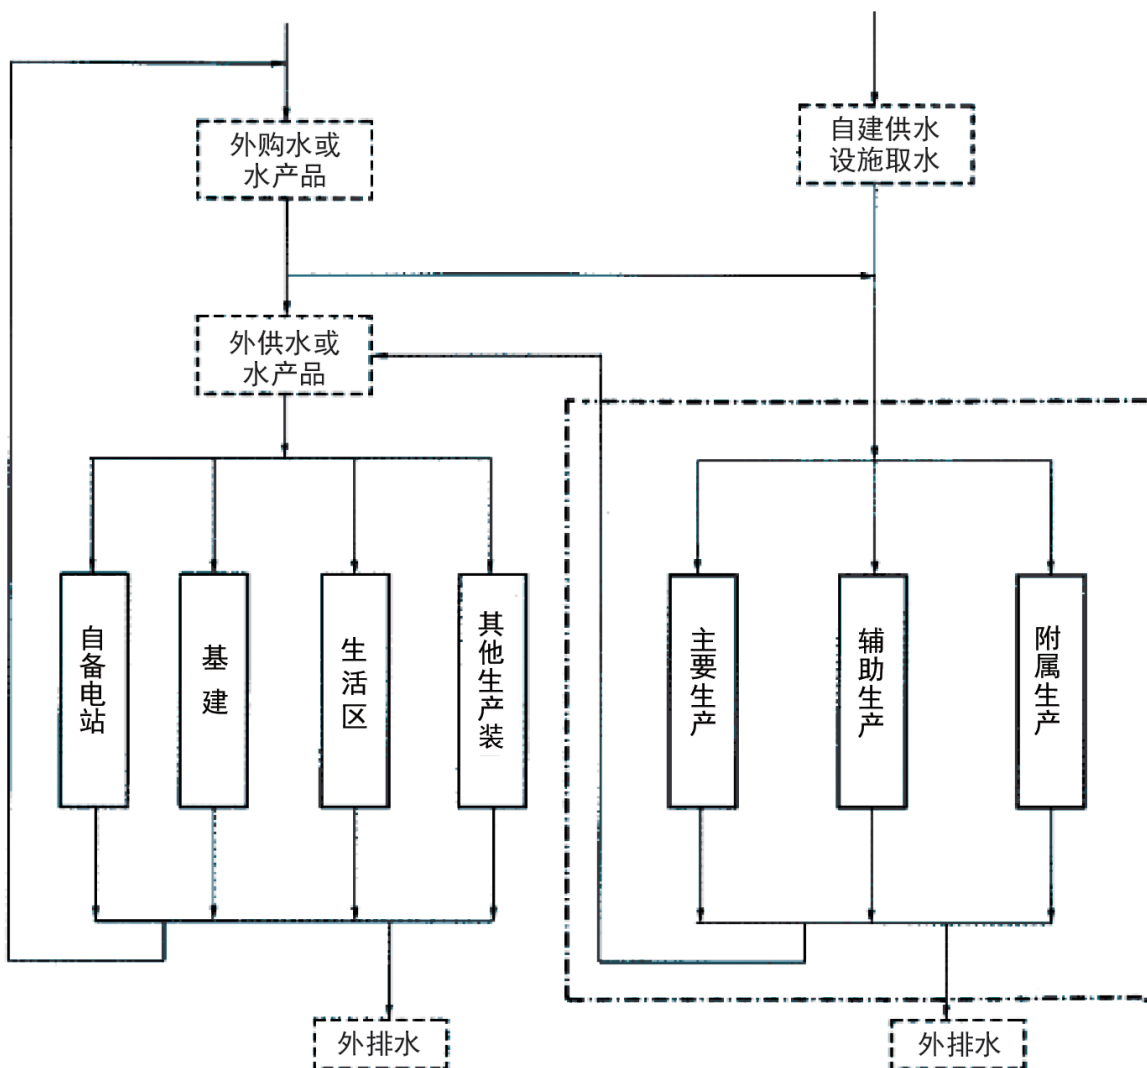 外购水或
水产品
自建供水
设施取水
外供水或
水产品
自备电站
基建
生活区
其他生产装
主要生产
辅助生产
附属生产
外排水
外排水